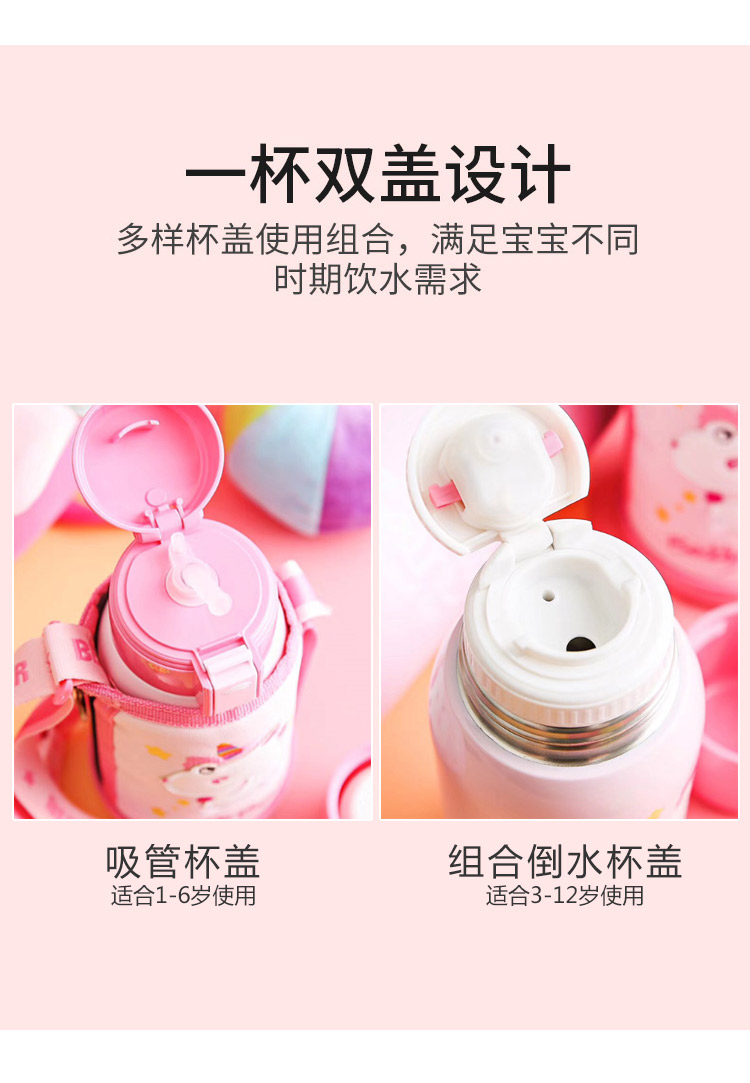 一杯双盖设计
多样杯盖使用组合，满足宝宝不同
时期饮水需求
吸管杯盖
适合1-6岁使用
组合倒水杯盖
适合3-12岁使用